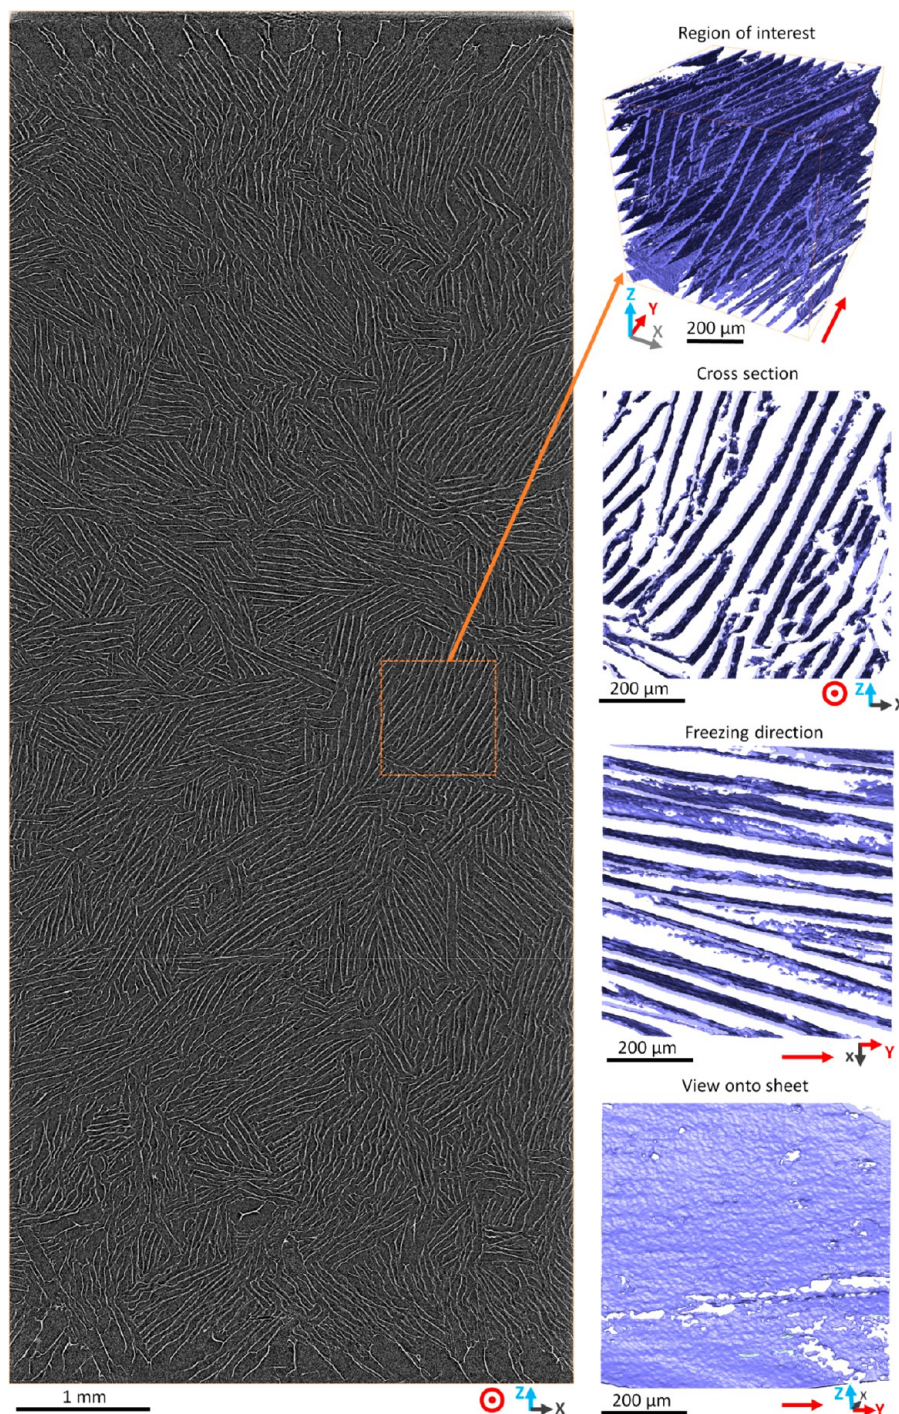 Region of interest
Z
Y
X
200 µm
Cross section
200 µm
Z
X
Freezing direction
200 µm
X
Y
View onto sheet
1 mm
Z
X
200 µm
Z
X
Y